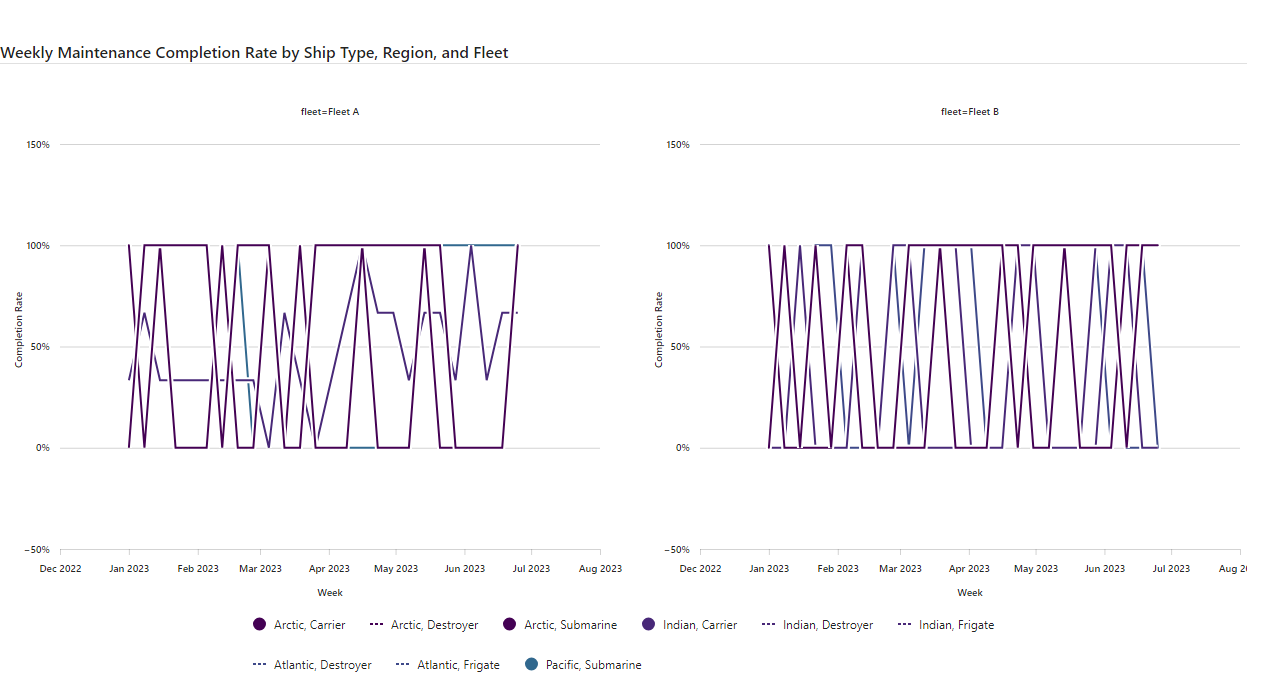 Weekly Maintenance Completion Rate by Ship Type, Region, and Fleet
fleet=Fleet A
150%
100%
50%
0%
−50%
Completion Rate
Dec 2022 Jan 2023 Feb 2023 Mar 2023 Apr 2023 May 2023 Jun 2023 Jul 2023 Aug 2023
Week
fleet=Fleet B
150%
100%
50%
0%
−50%
Completion Rate
Dec 2022 Jan 2023 Feb 2023 Mar 2023 Apr 2023 May 2023 Jun 2023 Jul 2023 Aug
Week
Arctic, Carrier Arctic, Destroyer Arctic, Submarine Indian, Carrier Indian, Destroyer Indian, Frigate
Atlantic, Destroyer Atlantic, Frigate Pacific, Submarine